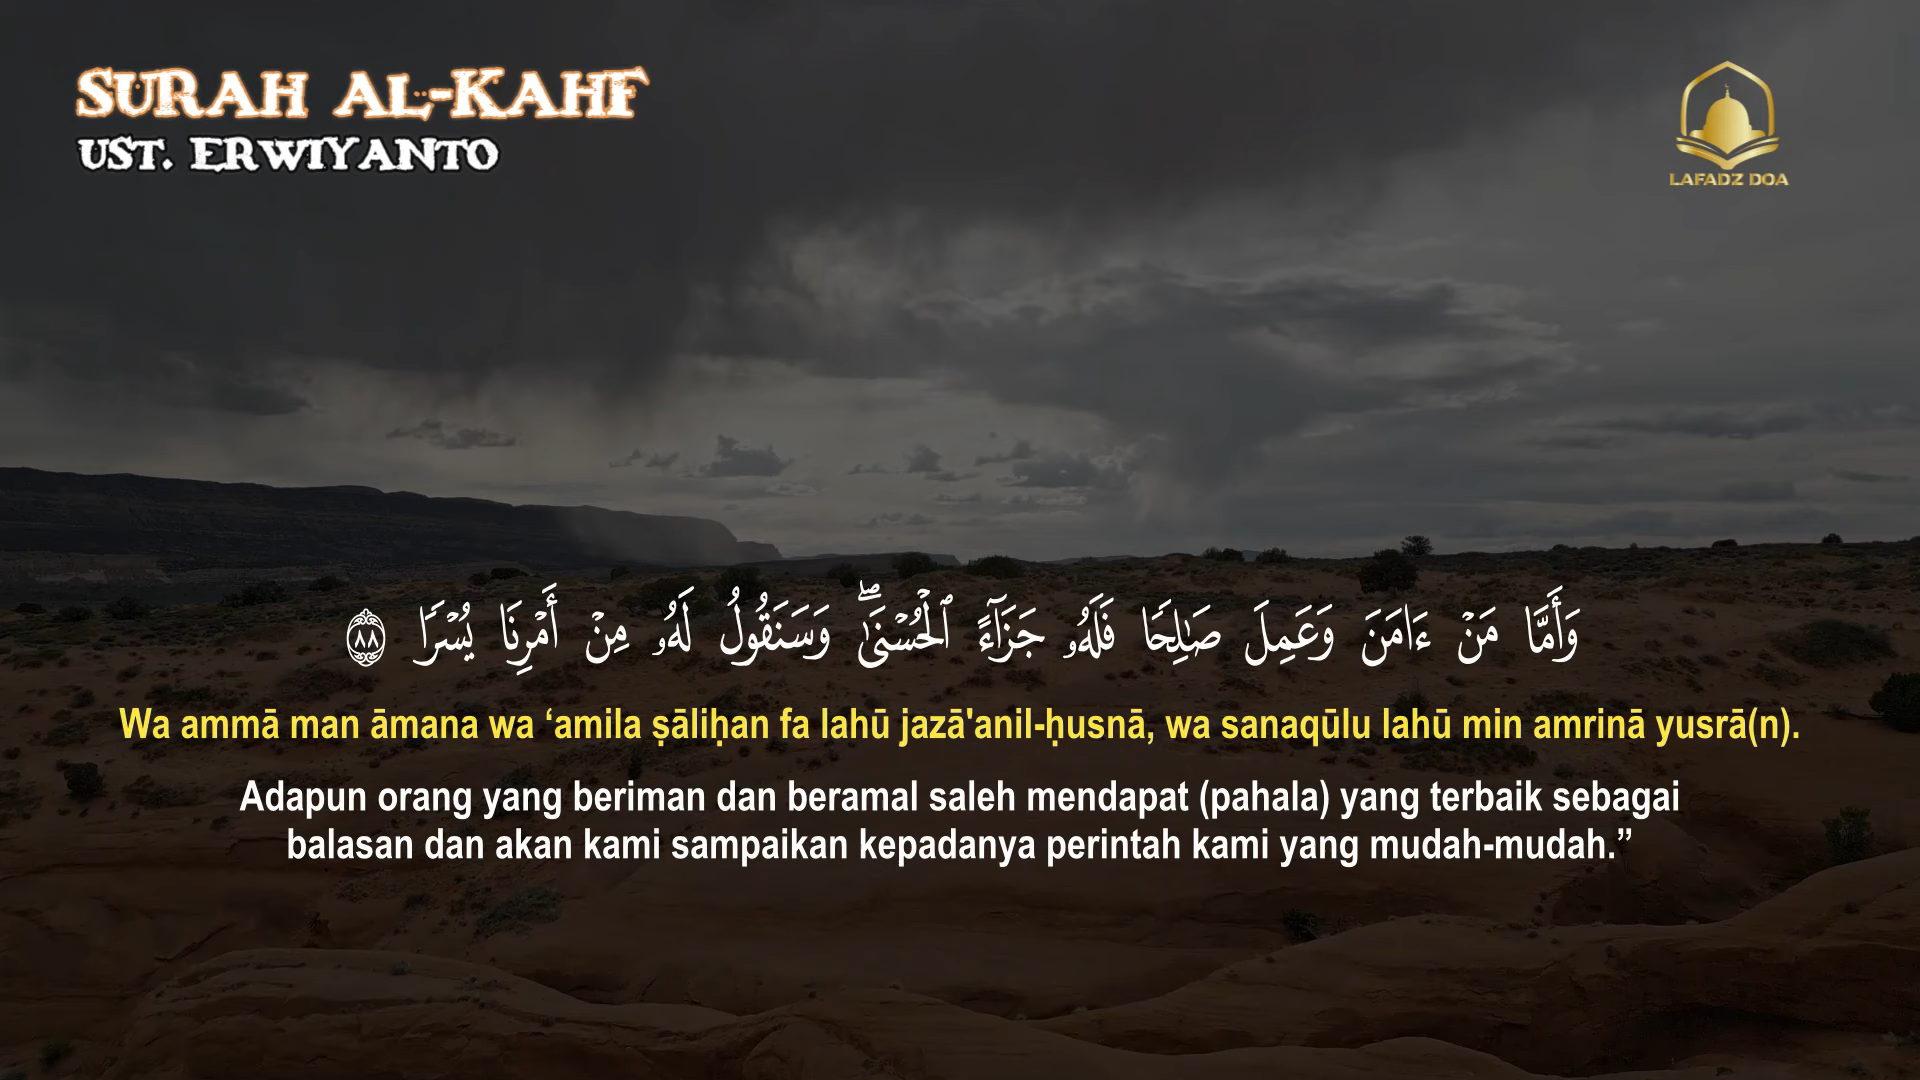 SURAH AL-KAHF
UST. ERWIYANTO
LAFADZ DOA
وَأَمَّا مَنْ ءَامَنَ وَعَمِلَ صَٰلِحًا فَلَهُۥ جَزَآءً ٱلْحُسْنَىٰ ۖ وَسَنَقُولُ لَهُۥ مِنْ أَمْرِنَا يُسْرًا ٨٨
Wa ammā man āmana wa ‘amila ṣāliḥan fa lahū jazā'anil-ḥusnā, wa sanaqūlu lahū min amrinā yusrā(n).
Adapun orang yang beriman dan beramal saleh mendapat (pahala) yang terbaik sebagai
balasan dan akan kami sampaikan kepadanya perintah kami yang mudah-mudah.”